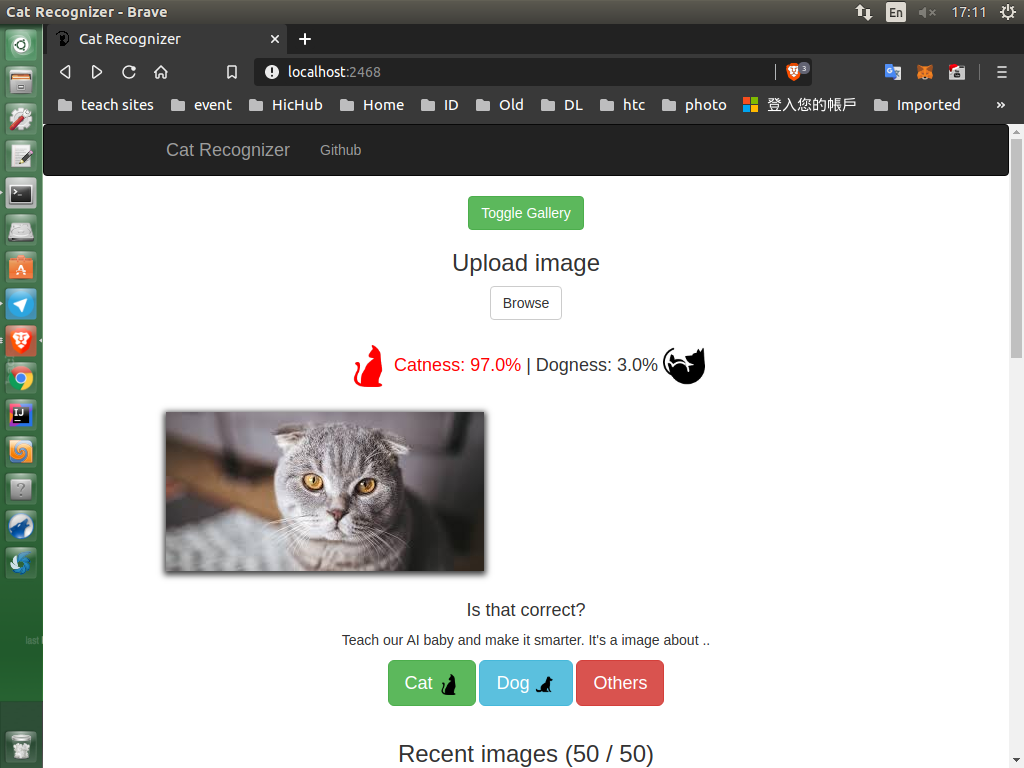 Cat Recognizer - Brave
En
17:11
Cat Recognizer
localhost:2468
3
teach sites
event
HicHub
Home
ID
Old
DL
htc
photo
登入您的帳戶
Imported
»
Cat Recognizer
Github
Toggle Gallery
Upload image
Browse
Catness: 97.0% | Dogness: 3.0%
Is that correct?
Teach our AI baby and make it smarter. It's a image about ..
Cat
Dog
Others
Recent images (50 / 50)